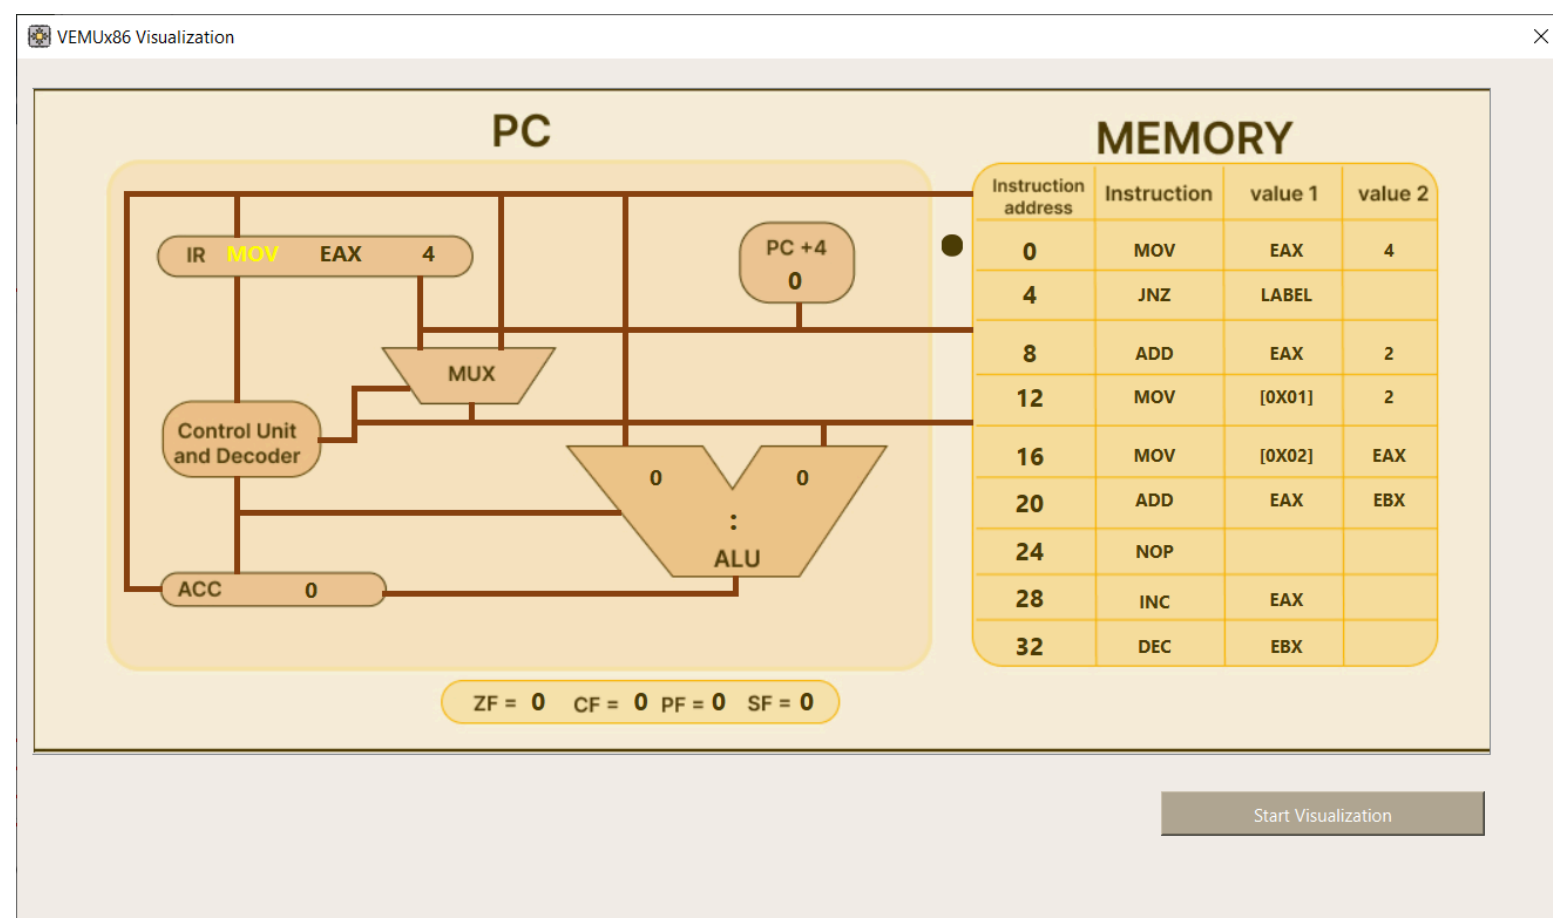 VEMUx86 Visualization
PC
MEMORY
IR MOV EAX 4
PC +4
0
MUX
Control Unit
and Decoder
0 0
:
ALU
ACC 0
ZF = 0 CF = 0 PF = 0 SF = 0
Instruction address Instruction value 1 value 2
0 MOV EAX 4
4 JNZ LABEL
8 ADD EAX 2
12 MOV [0X01] 2
16 MOV [0X02] EAX
20 ADD EAX EBX
24 NOP
28 INC EAX
32 DEC EBX
Start Visualization